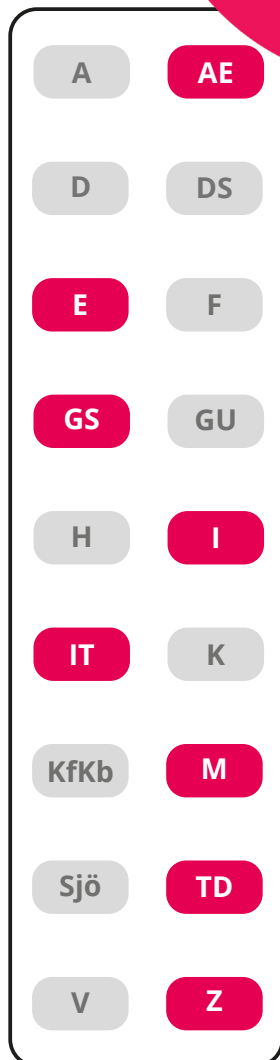 A AE
D DS
E F
GS GU
H I
IT K
KfKb M
Sjö TD
V Z